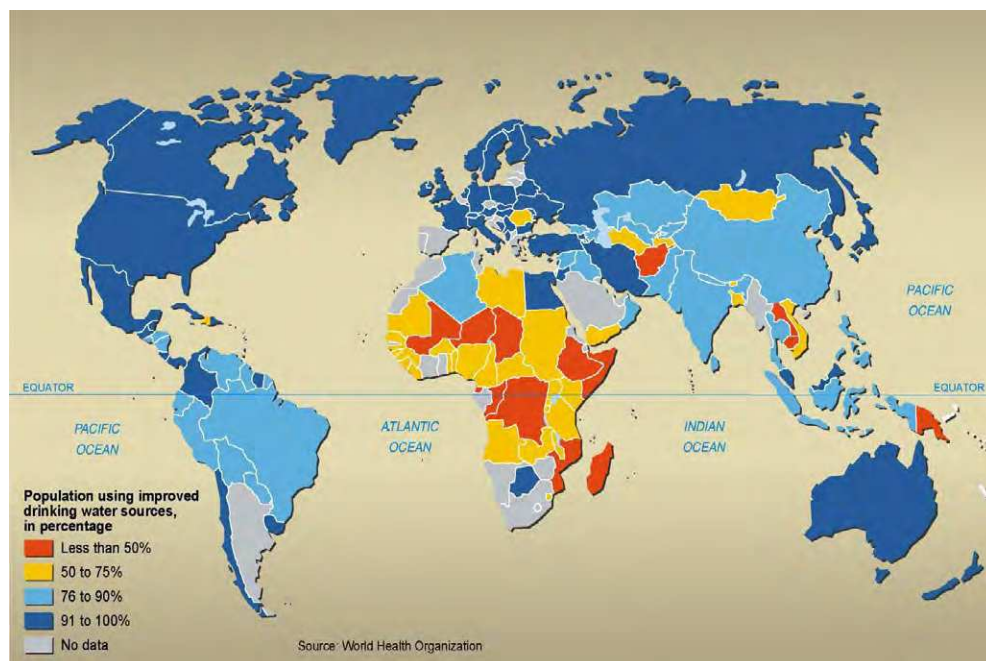 PACIFIC
OCEAN
EQUATOR
EQUATOR
PACIFIC
OCEAN
ATLANTIC
OCEAN
INDIAN
OCEAN
Population using improved
drinking water sources,
in percentage
Less than 50%
50 to 75%
76 to 90%
91 to 100%
No data
Source: World Health Organization